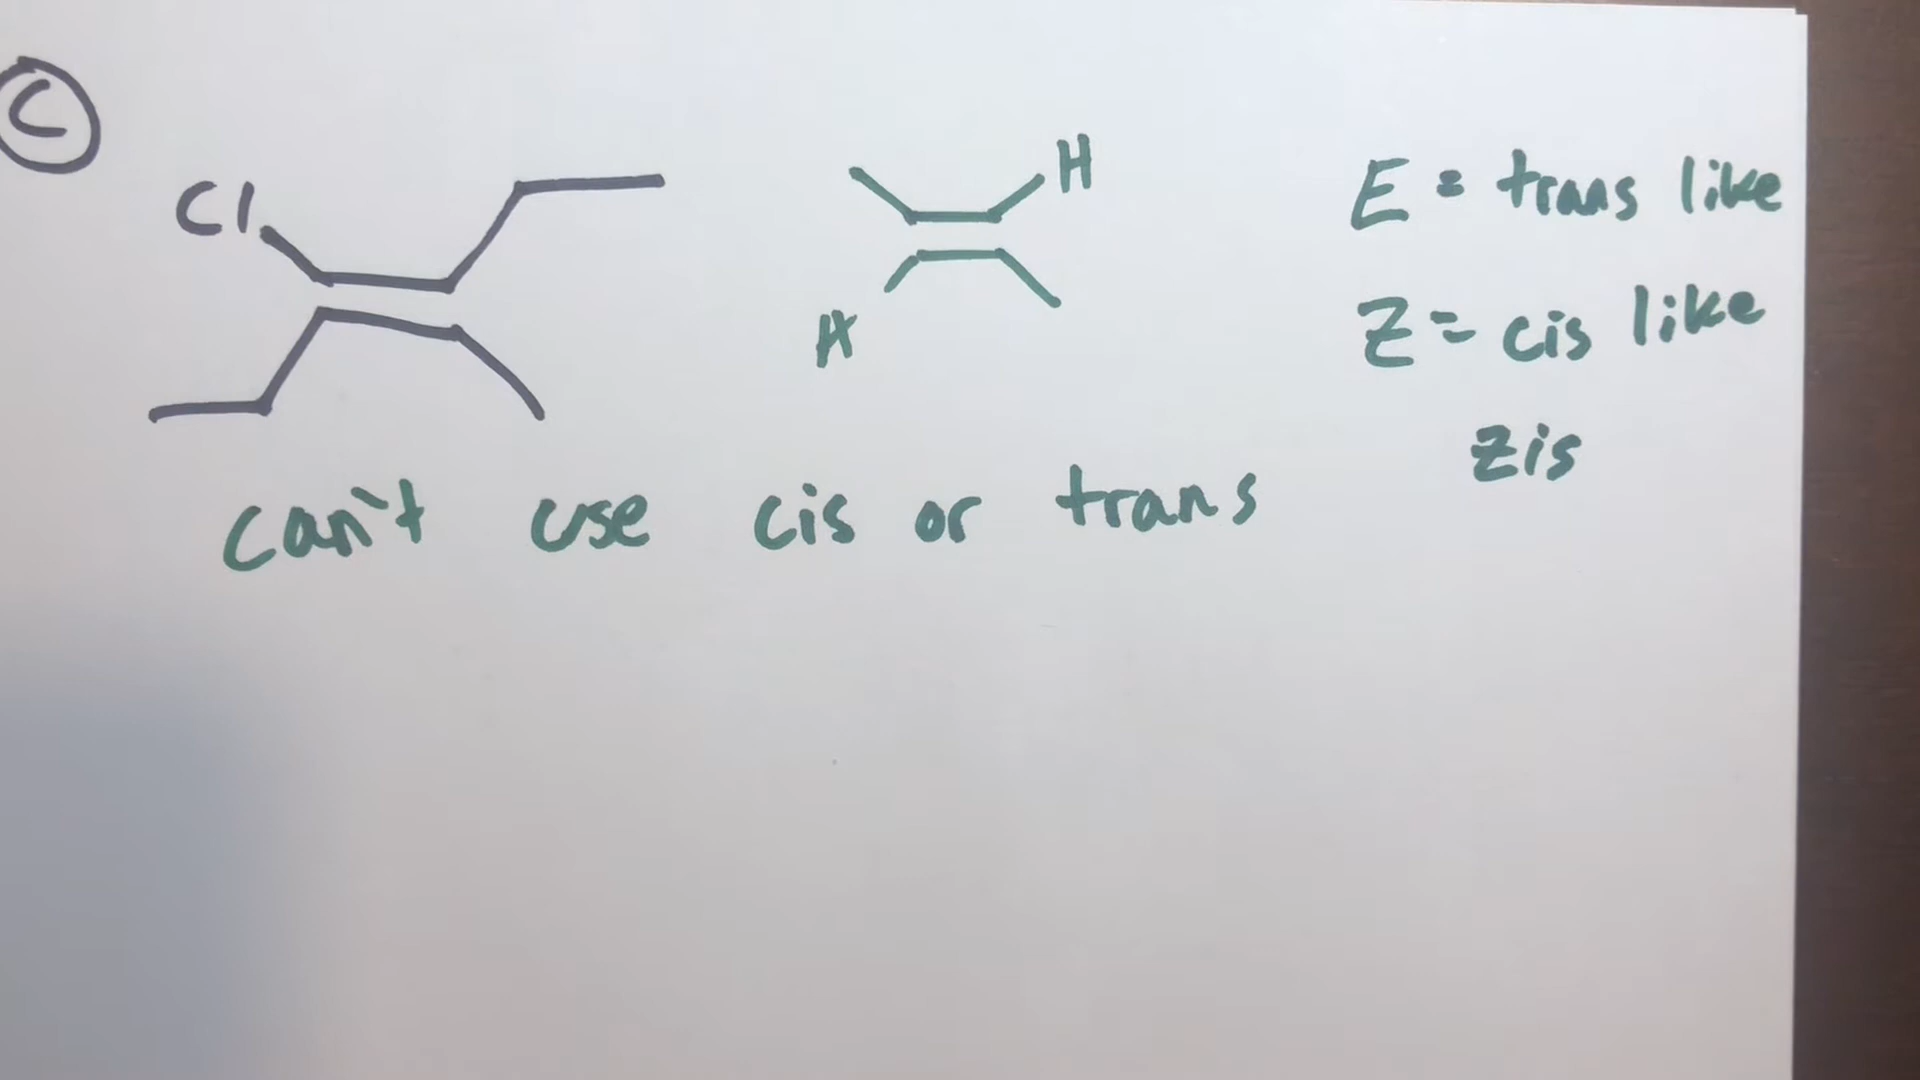 C
Cl
H
H
E = trans like
Z = cis like
zis
can't use cis or trans